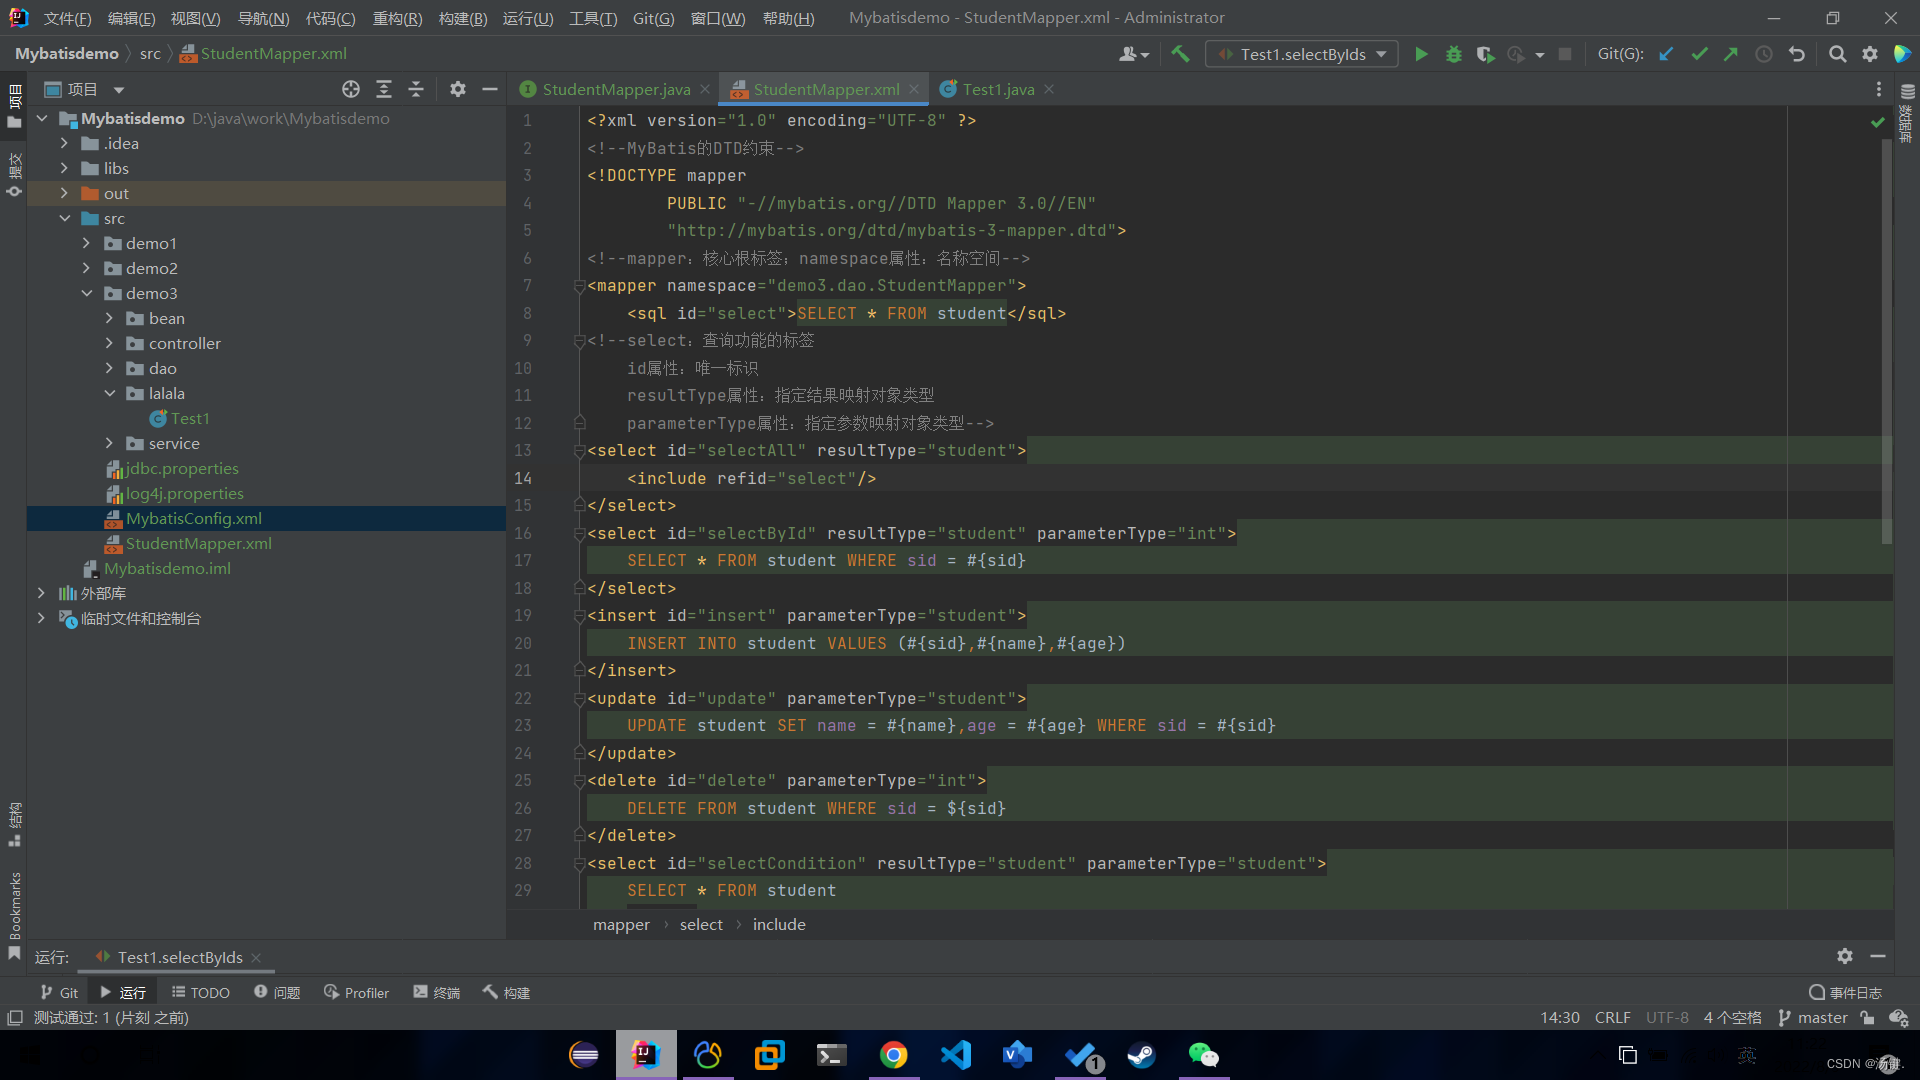 文件(F) 编辑(E) 视图(V) 导航(N) 代码(C) 重构(R) 构建(B) 运行(U) 工具(T) Git(G) 窗口(W) 帮助(H) Mybatisdemo - StudentMapper.xml - Administrator
Mybatisdemo src StudentMapper.xml Test1.selectByIds Git(G):
项目
StudentMapper.java StudentMapper.xml Test1.java
项目
提交
结构
Bookmarks
数据库
Mybatisdemo D:\java\work\Mybatisdemo
.idea
libs
out
src
demo1
demo2
demo3
bean
controller
dao
lalala
Test1
service
jdbc.properties
log4j.properties
MybatisConfig.xml
StudentMapper.xml
Mybatisdemo.iml
外部库
临时文件和控制台
1 <?xml version="1.0" encoding="UTF-8" ?>
2 <!--MyBatis的DTD约束-->
3 <!DOCTYPE mapper
4 PUBLIC "-//mybatis.org//DTD Mapper 3.0//EN"
5 "http://mybatis.org/dtd/mybatis-3-mapper.dtd">
6 <!--mapper：核心根标签；namespace属性：名称空间-->
7 <mapper namespace="demo3.dao.StudentMapper">
8 <sql id="select">SELECT * FROM student</sql>
9 <!--select：查询功能的标签
10 id属性：唯一标识
11 resultType属性：指定结果映射对象类型
12 parameterType属性：指定参数映射对象类型-->
13 <select id="selectAll" resultType="student">
14 <include refid="select"/>
15 </select>
16 <select id="selectById" resultType="student" parameterType="int">
17 SELECT * FROM student WHERE sid = #{sid}
18 </select>
19 <insert id="insert" parameterType="student">
20 INSERT INTO student VALUES (#{sid},#{name},#{age})
21 </insert>
22 <update id="update" parameterType="student">
23 UPDATE student SET name = #{name},age = #{age} WHERE sid = #{sid}
24 </update>
25 <delete id="delete" parameterType="int">
26 DELETE FROM student WHERE sid = ${sid}
27 </delete>
28 <select id="selectCondition" resultType="student" parameterType="student">
29 SELECT * FROM student
mapper select include
运行: Test1.selectByIds
Git 运行 TODO 问题 Profiler 终端 构建 事件日志
测试通过: 1 (片刻 之前) 14:30 CRLF UTF-8 4 个空格 master
1
英
CSDN @汤键.